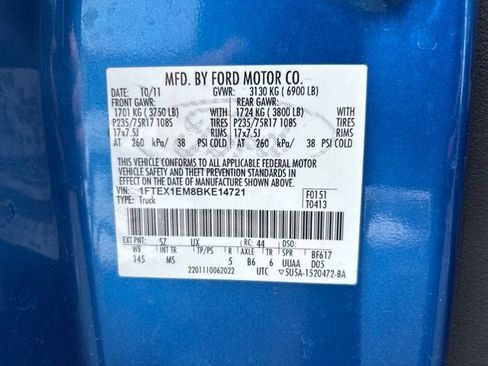 MFD. BY FORD MOTOR CO.
DATE: 10/11 GVWR: 3130 KG ( 6900 LB)
FRONT GAWR: REAR GAWR:
1701 KG ( 3750 LB) WITH 1724 KG ( 3800 LB) WITH
P235/75R17 108S TIRES P235/75R17 108S TIRES
17x7.5J RIMS 17x7.5J RIMS
AT 260 kPa/ 38 PSI COLD AT 260 kPa/ 38 PSI COLD
THIS VEHICLE CONFORMS TO ALL APPLICABLE FEDERAL MOTOR
VEHICLE SAFETY AND THEFT PREVENTION STANDARDS IN EFFECT ON THE
DATE OF MANUFACTURE SHOWN ABOVE.
VIN: 1FTEX1EM8BKE14721 F0151
TYPE: Truck T0413
EXT PNT: SZ UX RC: 44 DSO:
WB INT TR TP/PS R AXLE TR SPR BF617
145 MS 5 B6 6 UUAA D05
2201110062022 UTC 5U5A-1520472-BA